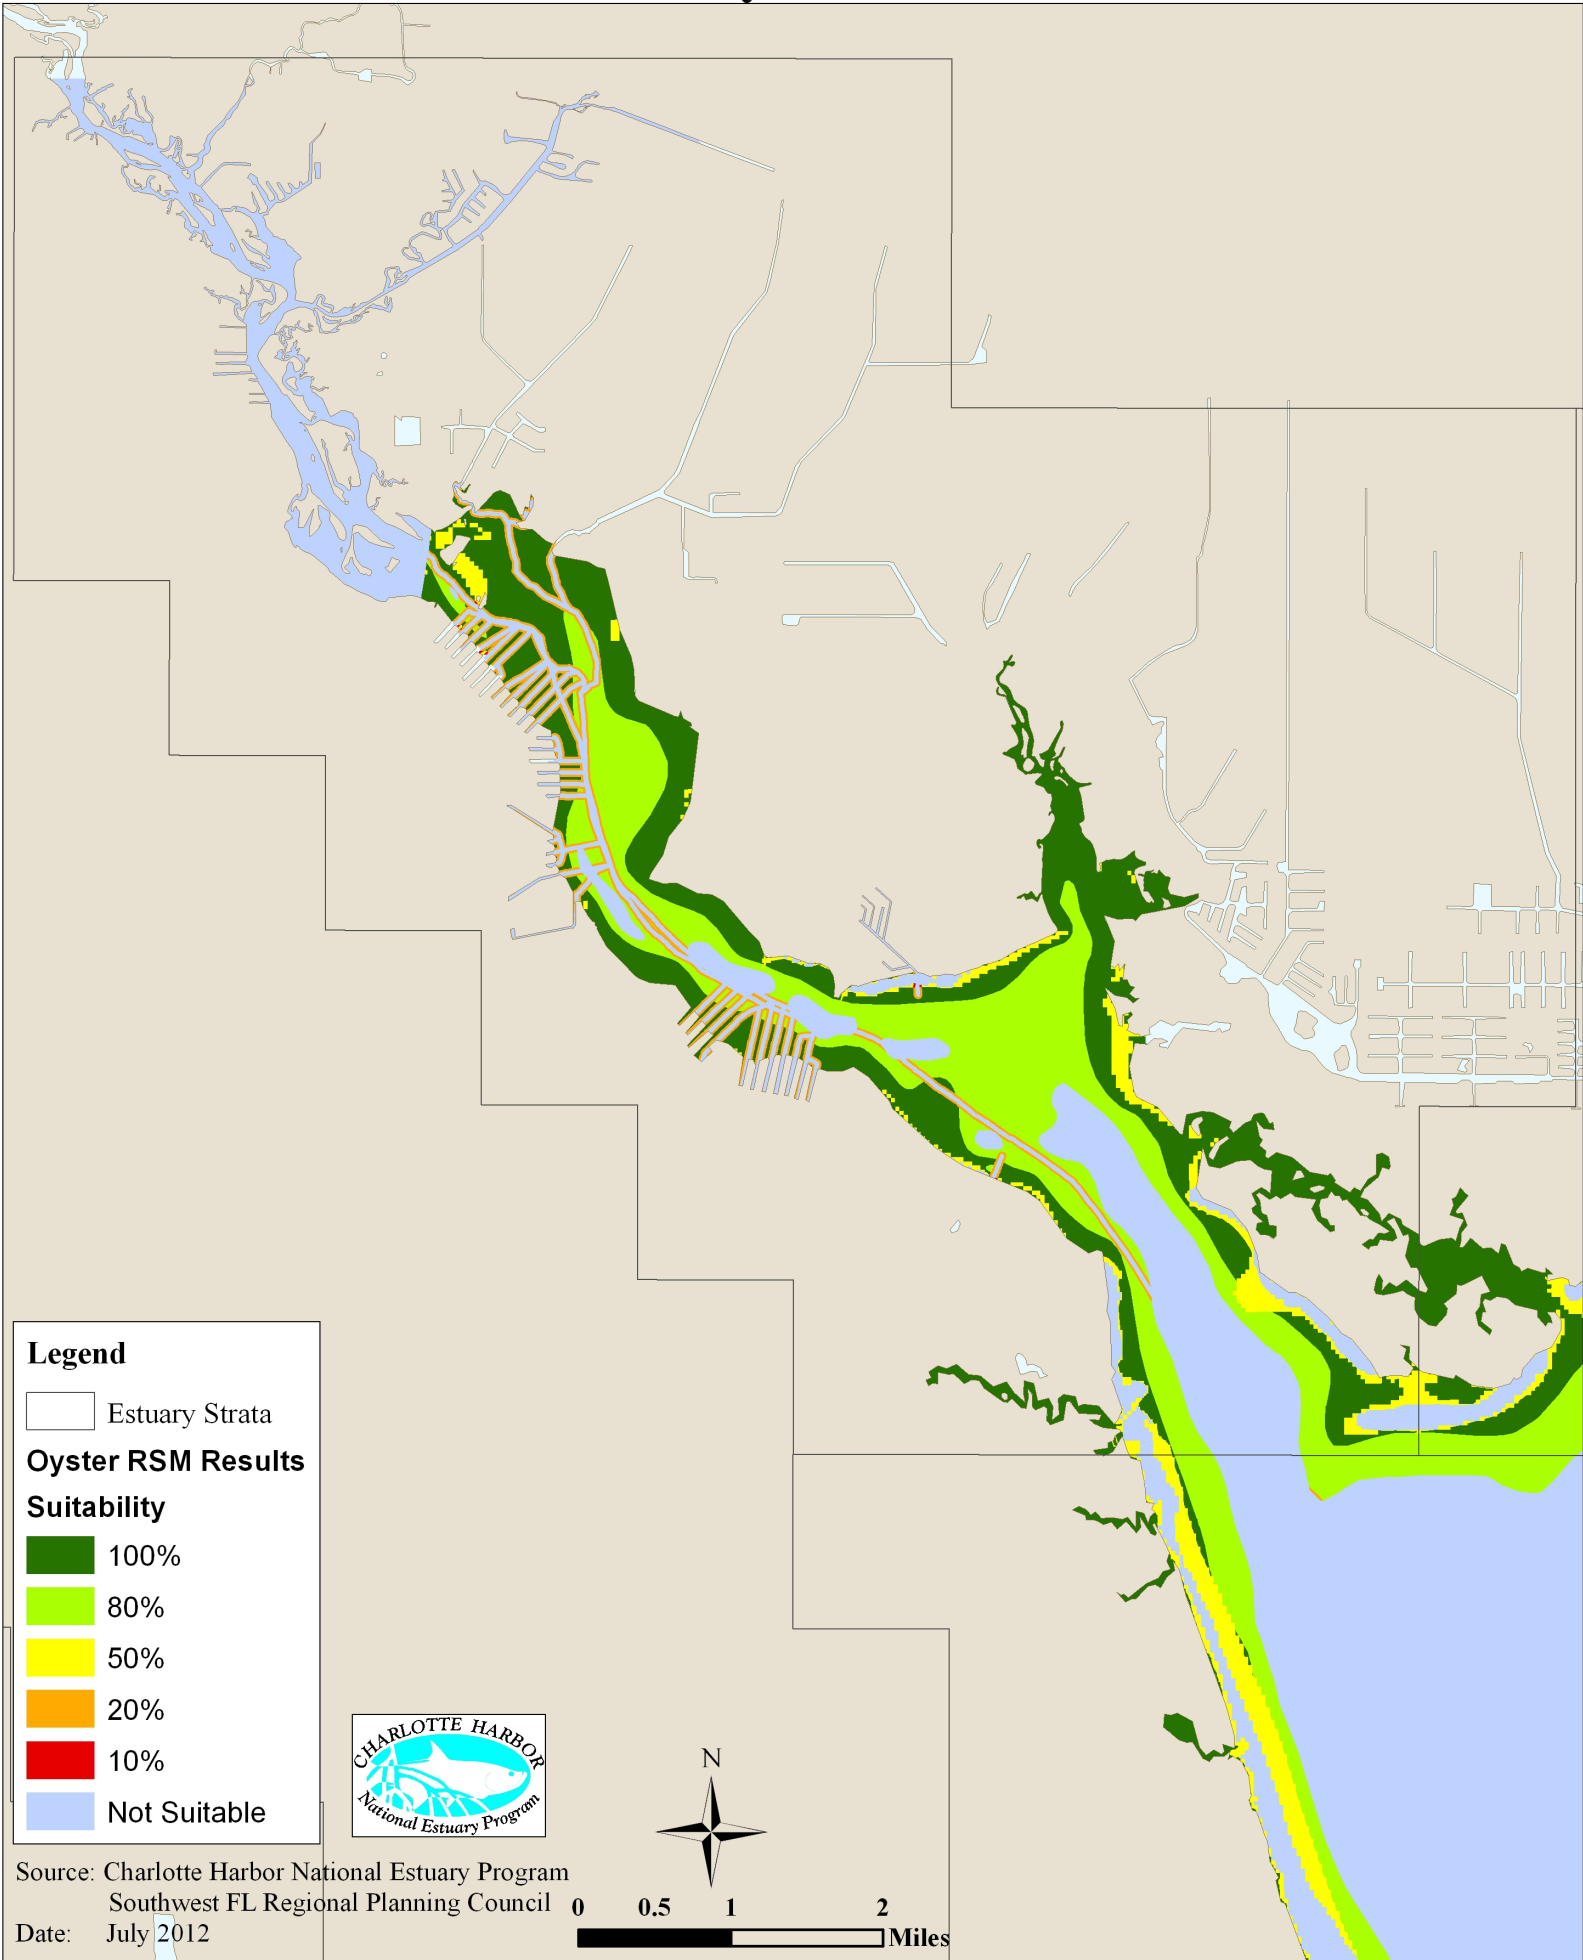 Legend
Estuary Strata
Oyster RSM Results
Suitability
100%
80%
50%
20%
10%
Not Suitable
CHARLOTTE HARBOR
National Estuary Program
N
Source: Charlotte Harbor National Estuary Program
Southwest FL Regional Planning Council
Date: July 2012
0 0.5 1 2
Miles